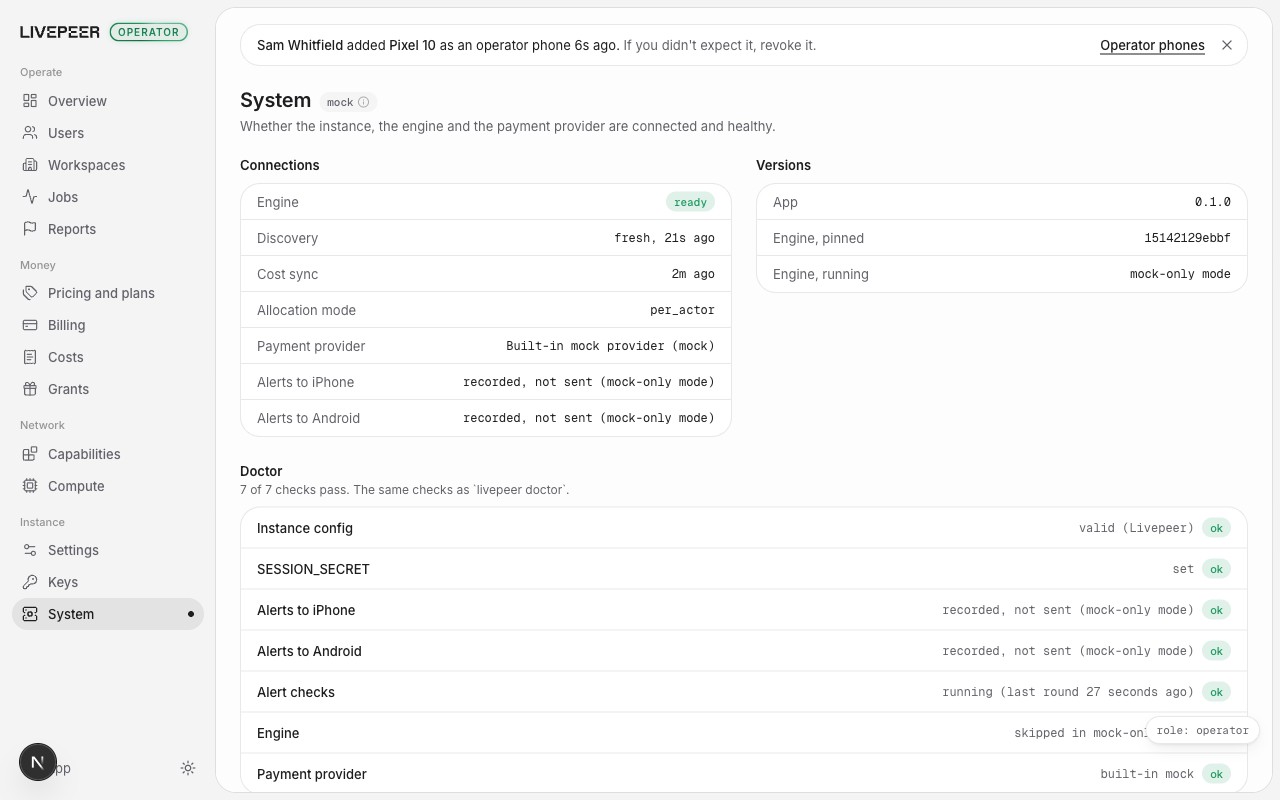 LIVEPEER OPERATOR
Operate
Overview
Users
Workspaces
Jobs
Reports
Money
Pricing and plans
Billing
Costs
Grants
Network
Capabilities
Compute
Instance
Settings
Keys
System
N
pp
Sam Whitfield added Pixel 10 as an operator phone 6s ago. If you didn't expect it, revoke it. Operator phones
System mock
Whether the instance, the engine and the payment provider are connected and healthy.
Connections
Engine ready
Discovery fresh, 21s ago
Cost sync 2m ago
Allocation mode per_actor
Payment provider Built-in mock provider (mock)
Alerts to iPhone recorded, not sent (mock-only mode)
Alerts to Android recorded, not sent (mock-only mode)
Versions
App 0.1.0
Engine, pinned 15142129ebbf
Engine, running mock-only mode
Doctor
7 of 7 checks pass. The same checks as `livepeer doctor`.
Instance config valid (Livepeer) ok
SESSION_SECRET set ok
Alerts to iPhone recorded, not sent (mock-only mode) ok
Alerts to Android recorded, not sent (mock-only mode) ok
Alert checks running (last round 27 seconds ago) ok
Engine skipped in
role: operator
Payment provider built-in mock ok